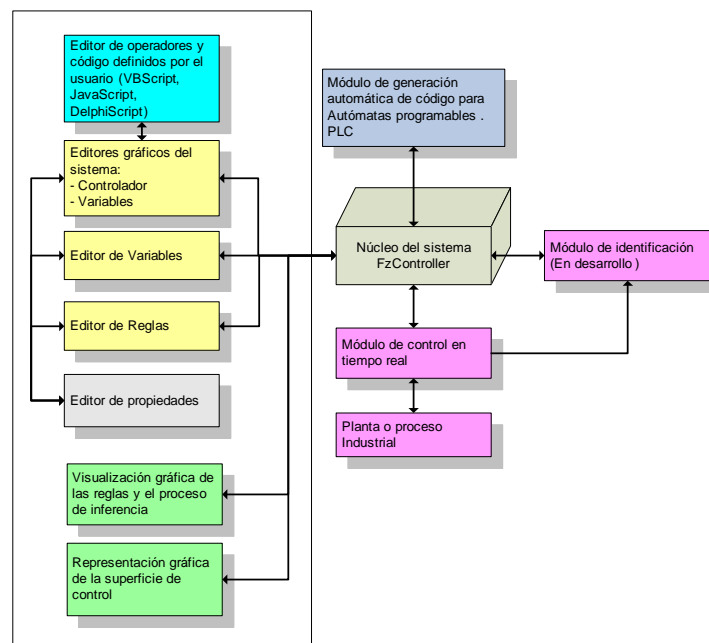 Editor de operadores y
código definidos por el
usuario (VBScript,
JavaScript,
DelphiScript)
Editores gráficos del
sistema:
- Controlador
- Variables
Editor de Variables
Editor de Reglas
Editor de propiedades
Visualización gráfica de
las reglas y el proceso
de inferencia
Representación gráfica
de la superficie de
control
Módulo de generación
automática de código para
Autómatas programables .
PLC
Núcleo del sistema
FzController
Módulo de identificación
(En desarrollo )
Módulo de control en
tiempo real
Planta o proceso
Industrial